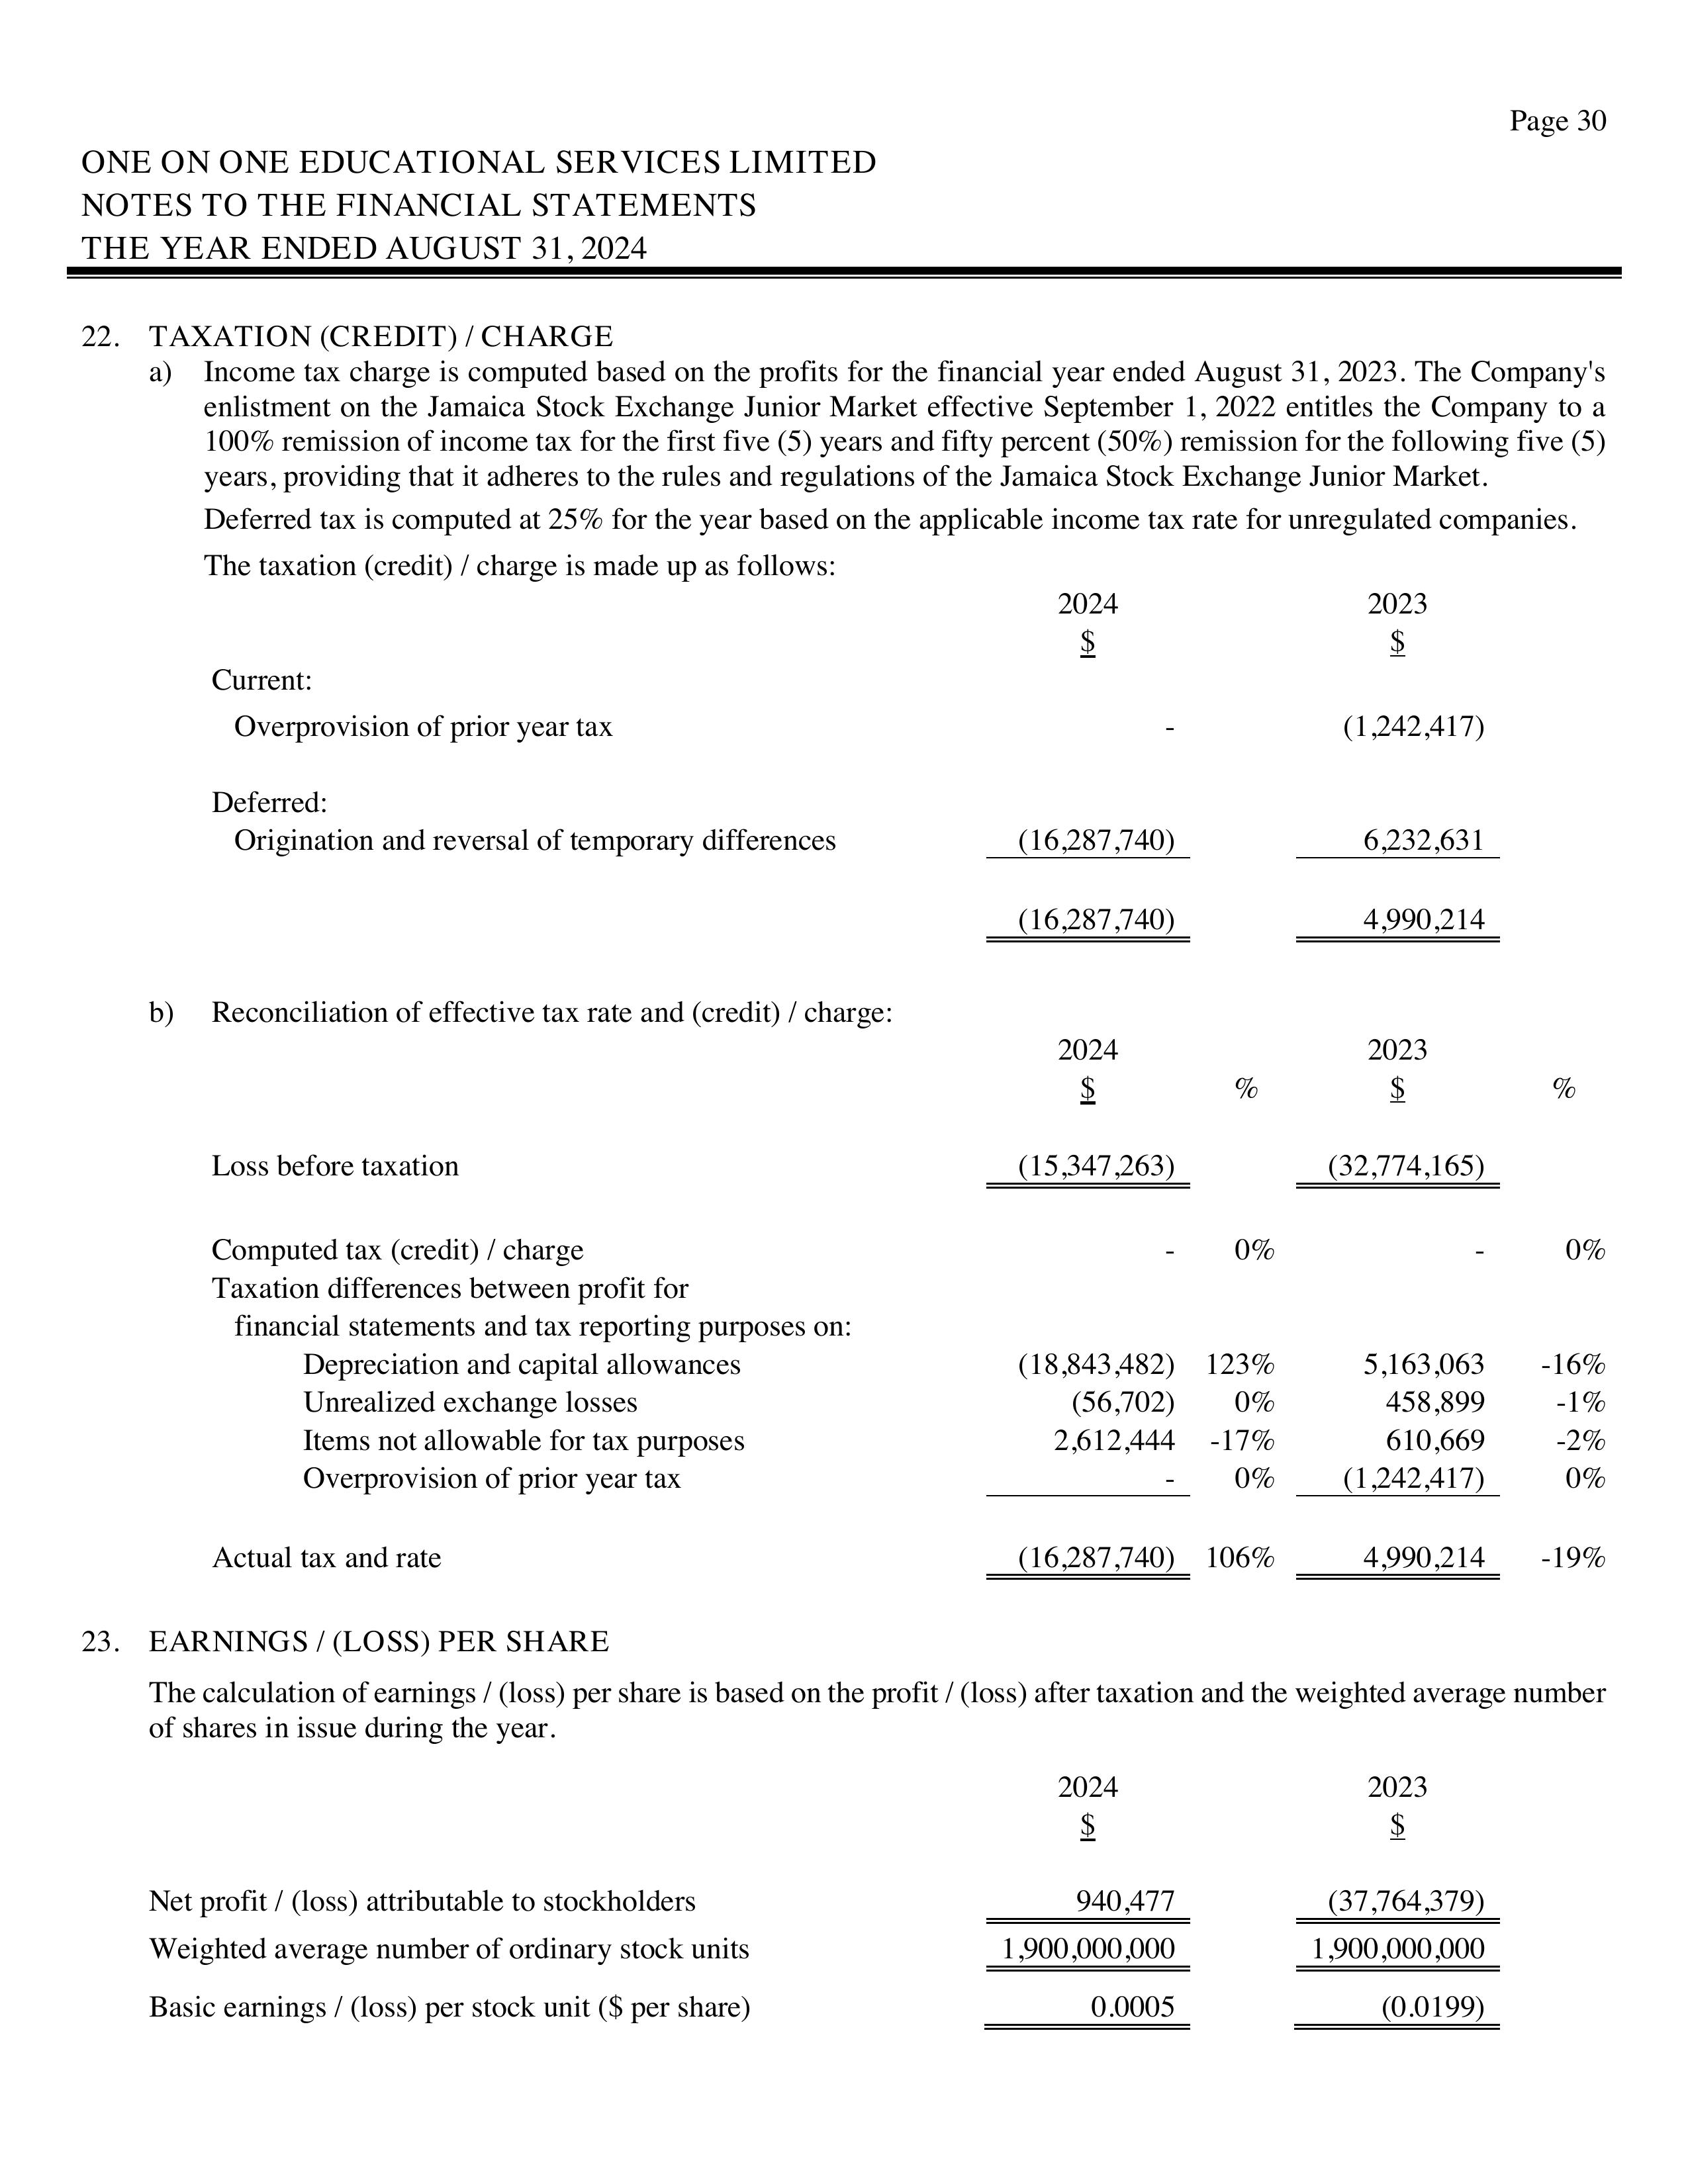 Page 30
ONE ON ONE EDUCATIONAL SERVICES LIMITED
NOTES TO THE FINANCIAL STATEMENTS
THE YEAR ENDED AUGUST 31, 2024
22. TAXATION (CREDIT) / CHARGE
a) Income tax charge is computed based on the profits for the financial year ended August 31, 2023. The Company's
enlistment on the Jamaica Stock Exchange Junior Market effective September 1, 2022 entitles the Company to a
100% remission of income tax for the first five (5) years and fifty percent (50%) remission for the following five (5)
years, providing that it adheres to the rules and regulations of the Jamaica Stock Exchange Junior Market.
Deferred tax is computed at 25% for the year based on the applicable income tax rate for unregulated companies.
The taxation (credit) / charge is made up as follows:
2024 2023
$ $
Current:
Overprovision of prior year tax - (1,242,417)
Deferred:
Origination and reversal of temporary differences (16,287,740) 6,232,631
(16,287,740) 4,990,214
b) Reconciliation of effective tax rate and (credit) / charge:
2024 2023
$ % $ %
Loss before taxation (15,347,263) (32,774,165)
Computed tax (credit) / charge - 0% - 0%
Taxation differences between profit for
financial statements and tax reporting purposes on:
Depreciation and capital allowances (18,843,482) 123% 5,163,063 -16%
Unrealized exchange losses (56,702) 0% 458,899 -1%
Items not allowable for tax purposes 2,612,444 -17% 610,669 -2%
Overprovision of prior year tax - 0% (1,242,417) 0%
Actual tax and rate (16,287,740) 106% 4,990,214 -19%
23. EARNINGS / (LOSS) PER SHARE
The calculation of earnings / (loss) per share is based on the profit / (loss) after taxation and the weighted average number
of shares in issue during the year.
2024 2023
$ $
Net profit / (loss) attributable to stockholders 940,477 (37,764,379)
Weighted average number of ordinary stock units 1,900,000,000 1,900,000,000
Basic earnings / (loss) per stock unit ($ per share) 0.0005 (0.0199)